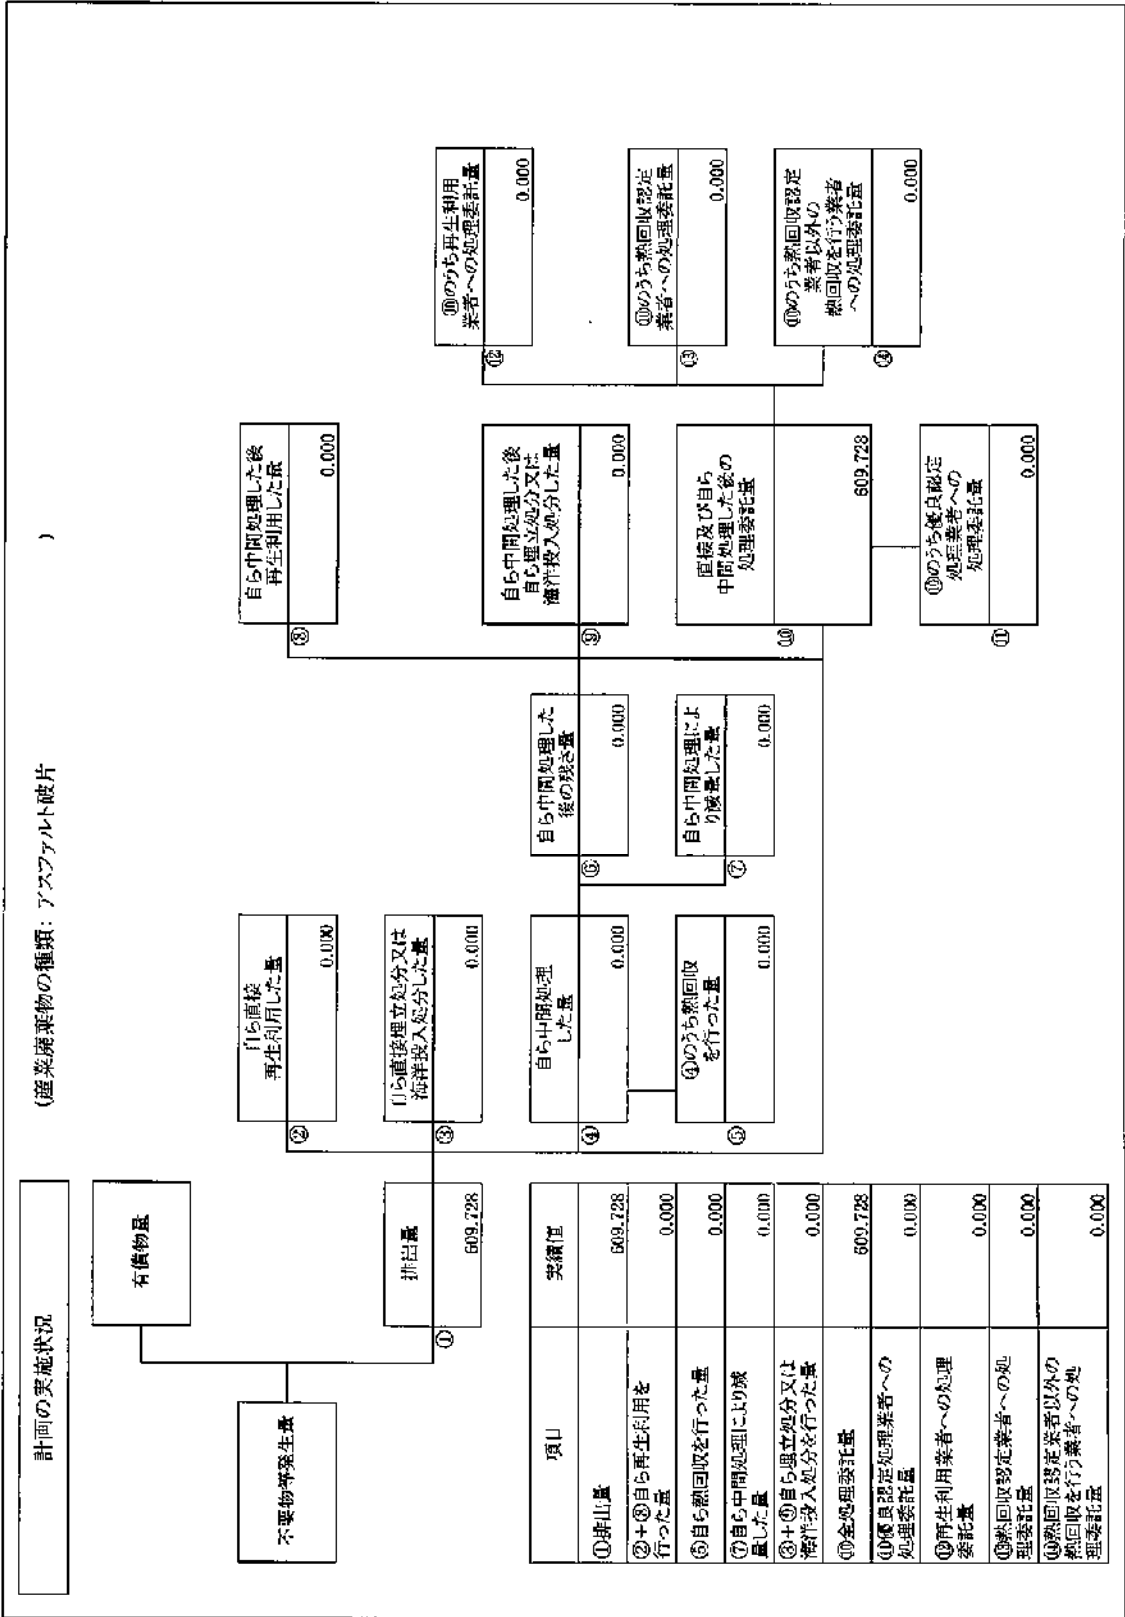 計画の実施状況
(産業廃棄物の種類: アスファルト破片 )
不要物等発生量
有償物量
①
排出量
609.728
②
自ら直接
再生利用した量
0.000
③
自ら直接埋立処分又は
海洋投入処分した量
0.000
④
自ら中間処理
した量
0.000
⑤
④のうち熱回収
を行った量
0.000
⑥
自ら中間処理した
後の残さ量
0.000
⑦
自ら中間処理によ
り減量した量
0.000
⑧
自ら中間処理した後
再生利用した量
0.000
⑨
自ら中間処理した後
自ら埋立処分又は
海洋投入処分した量
0.000
⑩
直接及び自ら
中間処理した後の
処理委託量
609.728
⑪
⑩のうち優良認定
処理業者への
処理委託量
0.000
⑫
⑩のうち再生利用
業者への処理委託量
0.000
⑬
⑩のうち熱回収認定
業者への処理委託量
0.000
⑭
⑩のうち熱回収認定
業者以外の
熱回収を行う業者
への処理委託量
0.000
項目 実績値
①排出量 609.728
②+⑧自ら再生利用を
行った量 0.000
⑤自ら熱回収を行った量 0.000
⑦自ら中間処理により減
量した量 0.000
③+⑨自ら埋立処分又は
海洋投入処分を行った量 0.000
⑩全処理委託量 609.728
⑪優良認定処理業者への
処理委託量 0.000
⑫再生利用業者への処理
委託量 0.000
⑬熱回収認定業者への処
理委託量 0.000
⑭熱回収認定業者以外の
熱回収を行う業者への処
理委託量 0.000